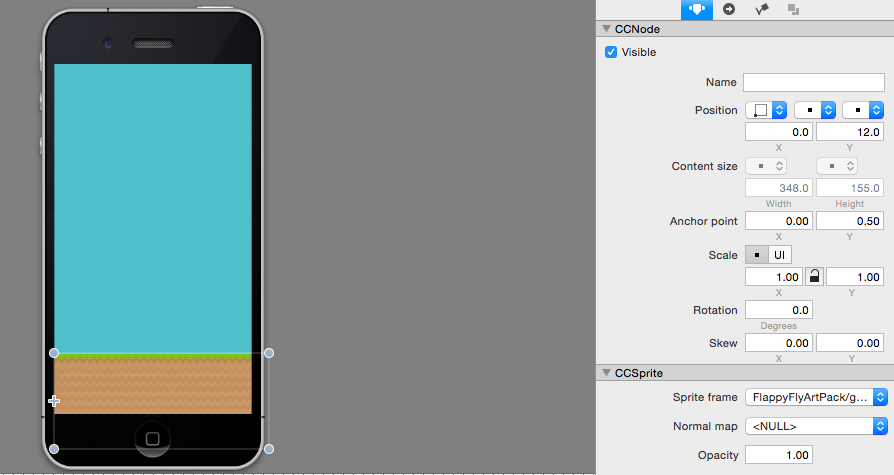 CCNode
Visible
Name
Position
0.0 12.0
X Y
Content size
348.0 155.0
Width Height
Anchor point 0.00 0.50
X Y
Scale UI
1.00 1.00
X Y
Rotation 0.0
Degrees
Skew 0.00 0.00
X Y
CCSprite
Sprite frame FlappyFlyArtPack/g...
Normal map <NULL>
Opacity 1.00